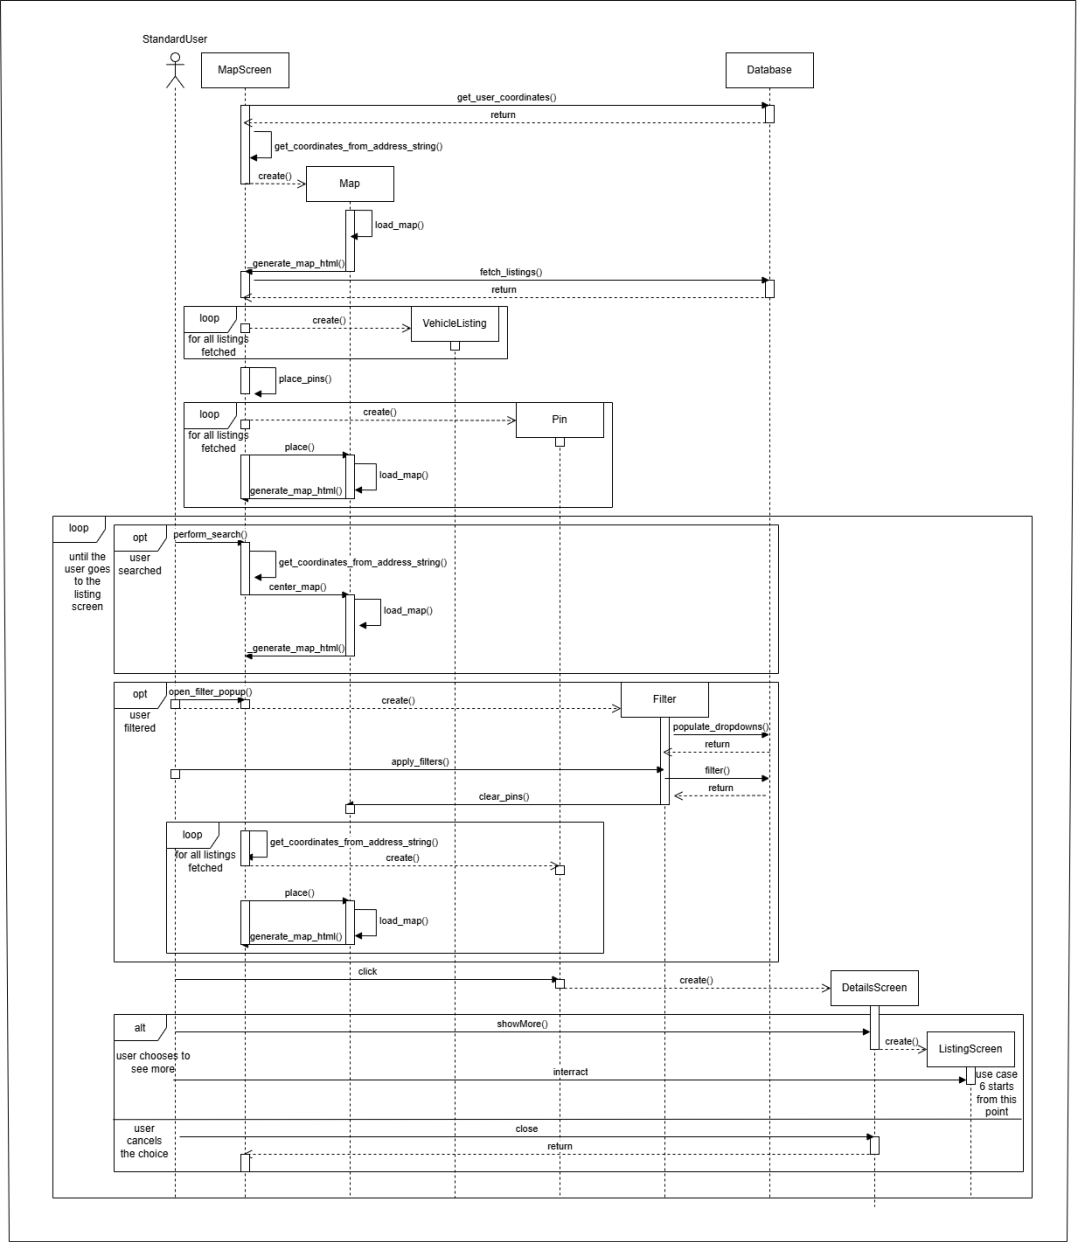 StandardUser
MapScreen
Database
get_user_coordinates()
return
get_coordinates_from_address_string()
create()
Map
load_map()
_generate_map_html()
fetch_listings()
return
loop
create()
VehicleListing
for all listings
fetched
place_pins()
loop
create()
Pin
for all listings
fetched
place()
load_map()
_generate_map_html()
loop
until the
user goes
to the
listing
screen
opt
perform_search()
user
searched
get_coordinates_from_address_string()
center_map()
load_map()
_generate_map_html()
opt
open_filter_popup()
create()
Filter
user
filtered
populate_dropdowns()
return
apply_filters()
filter()
return
clear_pins()
loop
get_coordinates_from_address_string()
for all listings
fetched
create()
place()
load_map()
_generate_map_html()
click
create()
DetailsScreen
alt
showMore()
create()
ListingScreen
user chooses to
see more
interract
use case
6 starts
from this
point
user
cancels
the choice
close
return